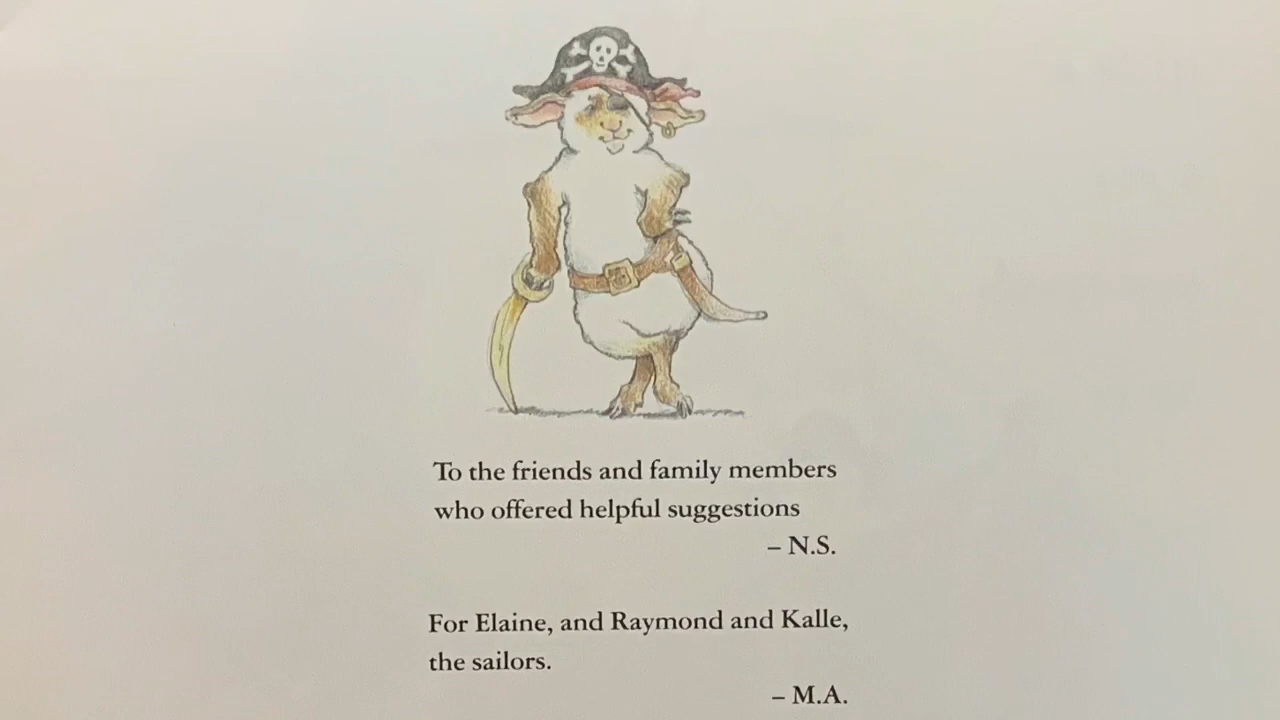 To the friends and family members
who offered helpful suggestions
– N.S.
For Elaine, and Raymond and Kalle,
the sailors.
– M.A.